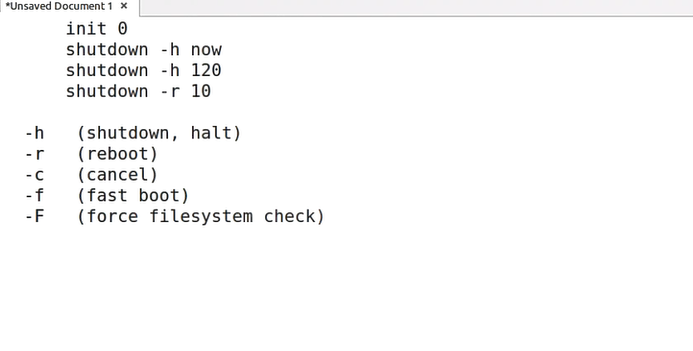 *Unsaved Document 1 ×
init 0
shutdown -h now
shutdown -h 120
shutdown -r 10
-h (shutdown, halt)
-r (reboot)
-c (cancel)
-f (fast boot)
-F (force filesystem check)